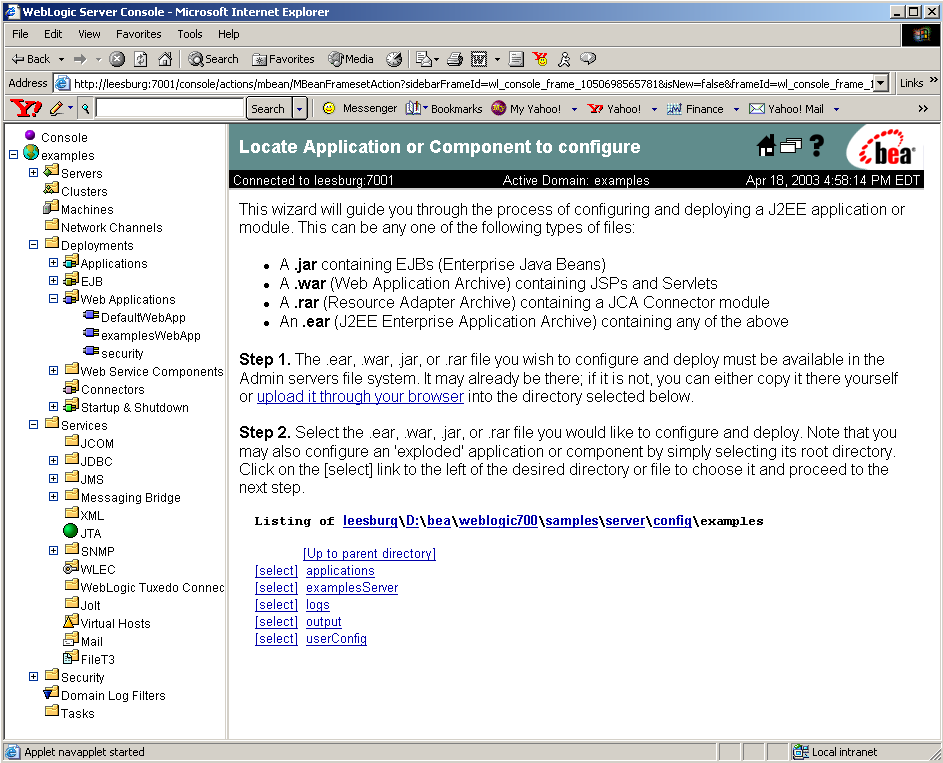 WebLogic Server Console - Microsoft Internet Explorer
File Edit View Favorites Tools Help
Back Search Favorites Media
Address http://leesburg:7001/console/actions/mbean/MBeanFramesetAction?sidebarFrameId=wl_console_frame_1050698565781&isNew=false&frameId=wl_console_frame_1 Links »
Y! Search Messenger Bookmarks My Yahoo! Yahoo! Finance Yahoo! Mail »
Console
examples
Servers
Clusters
Machines
Network Channels
Deployments
Applications
EJB
Web Applications
DefaultWebApp
examplesWebApp
security
Web Service Components
Connectors
Startup & Shutdown
Services
JCOM
JDBC
JMS
Messaging Bridge
XML
JTA
SNMP
WLEC
WebLogic Tuxedo Connec
Jolt
Virtual Hosts
Mail
FileT3
Security
Domain Log Filters
Tasks
Locate Application or Component to configure
bea
Connected to leesburg:7001 Active Domain: examples Apr 18, 2003 4:58:14 PM EDT
This wizard will guide you through the process of configuring and deploying a J2EE application or
module. This can be any one of the following types of files:
• A .jar containing EJBs (Enterprise Java Beans)
• A .war (Web Application Archive) containing JSPs and Servlets
• A .rar (Resource Adapter Archive) containing a JCA Connector module
• An .ear (J2EE Enterprise Application Archive) containing any of the above
Step 1. The .ear, .war, .jar, or .rar file you wish to configure and deploy must be available in the
Admin servers file system. It may already be there; if it is not, you can either copy it there yourself
or upload it through your browser into the directory selected below.
Step 2. Select the .ear, .war, .jar, or .rar file you would like to configure and deploy. Note that you
may also configure an 'exploded' application or component by simply selecting its root directory.
Click on the [select] link to the left of the desired directory or file to choose it and proceed to the
next step.
Listing of leesburg\D:\bea\weblogic700\samples\server\config\examples
[Up to parent directory]
[select] applications
[select] examplesServer
[select] logs
[select] output
[select] userConfig
Applet navapplet started Local intranet